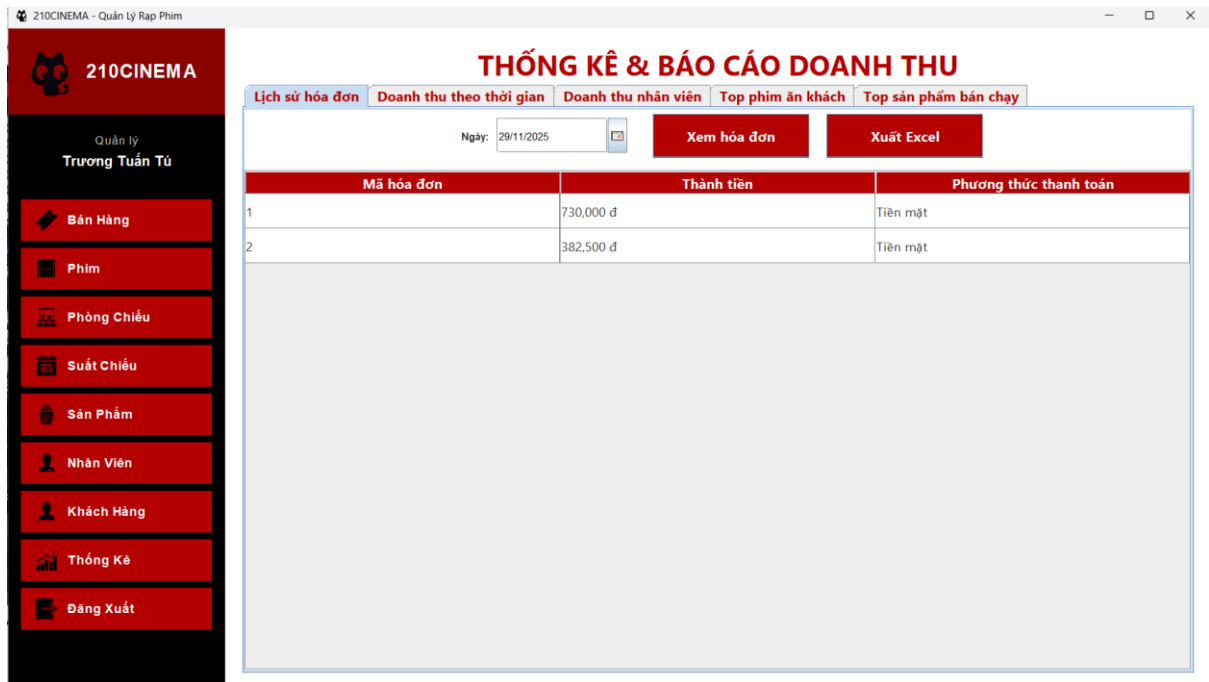 210CINEMA - Quản Lý Rạp Phim
210CINEMA
Quản lý
Trương Tuấn Tú
Bán Hàng
Phim
Phòng Chiếu
Suất Chiếu
Sản Phẩm
Nhân Viên
Khách Hàng
Thống Kê
Đăng Xuất
THỐNG KÊ & BÁO CÁO DOANH THU
Lịch sử hóa đơn Doanh thu theo thời gian Doanh thu nhân viên Top phim ăn khách Top sản phẩm bán chạy
Ngày: 29/11/2025 Xem hóa đơn Xuất Excel
Mã hóa đơn Thành tiền Phương thức thanh toán
1 730,000 đ Tiền mặt
2 382,500 đ Tiền mặt